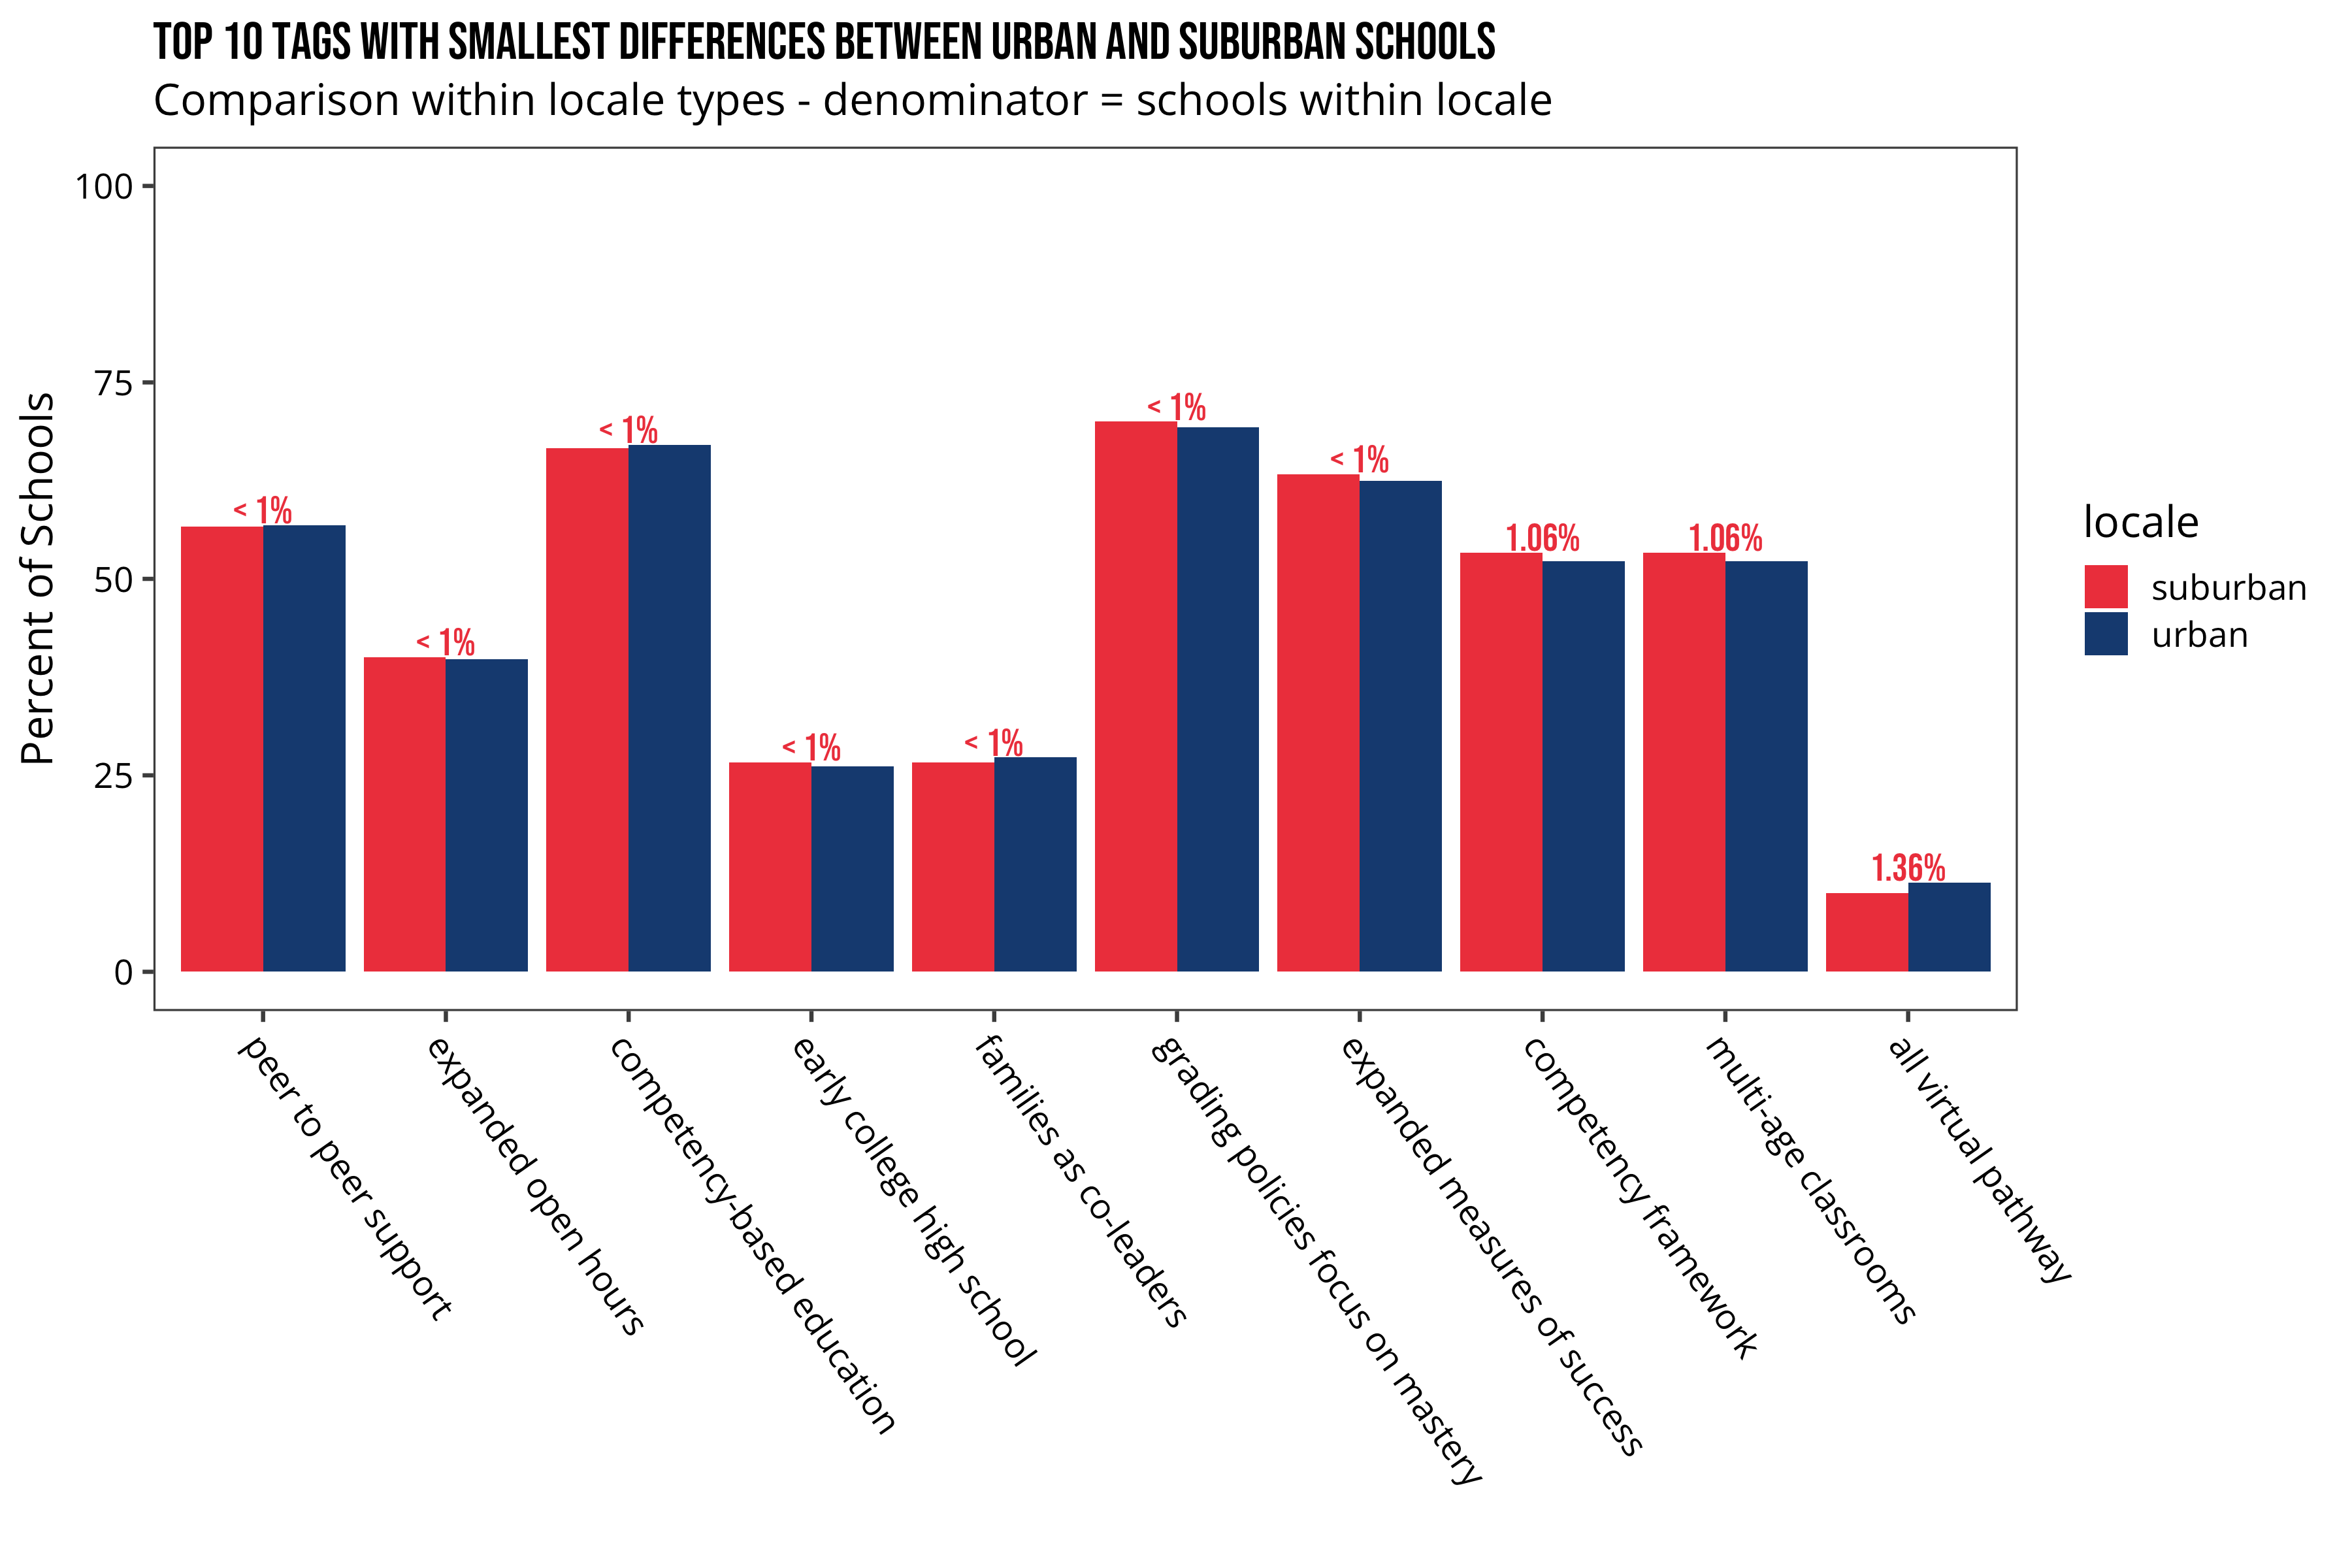 TOP 10 TAGS WITH SMALLEST DIFFERENCES BETWEEN URBAN AND SUBURBAN SCHOOLS
Comparison within locale types - denominator = schools within locale
Percent of Schools
100
75
50
25
0
< 1%
< 1%
< 1%
< 1%
< 1%
< 1%
< 1%
1.06%
1.06%
1.36%
peer to peer support
expanded open hours
competency-based education
early college high school
families as co-leaders
grading policies focus on mastery
expanded measures of success
competency framework
multi-age classrooms
all virtual pathway
locale
suburban
urban